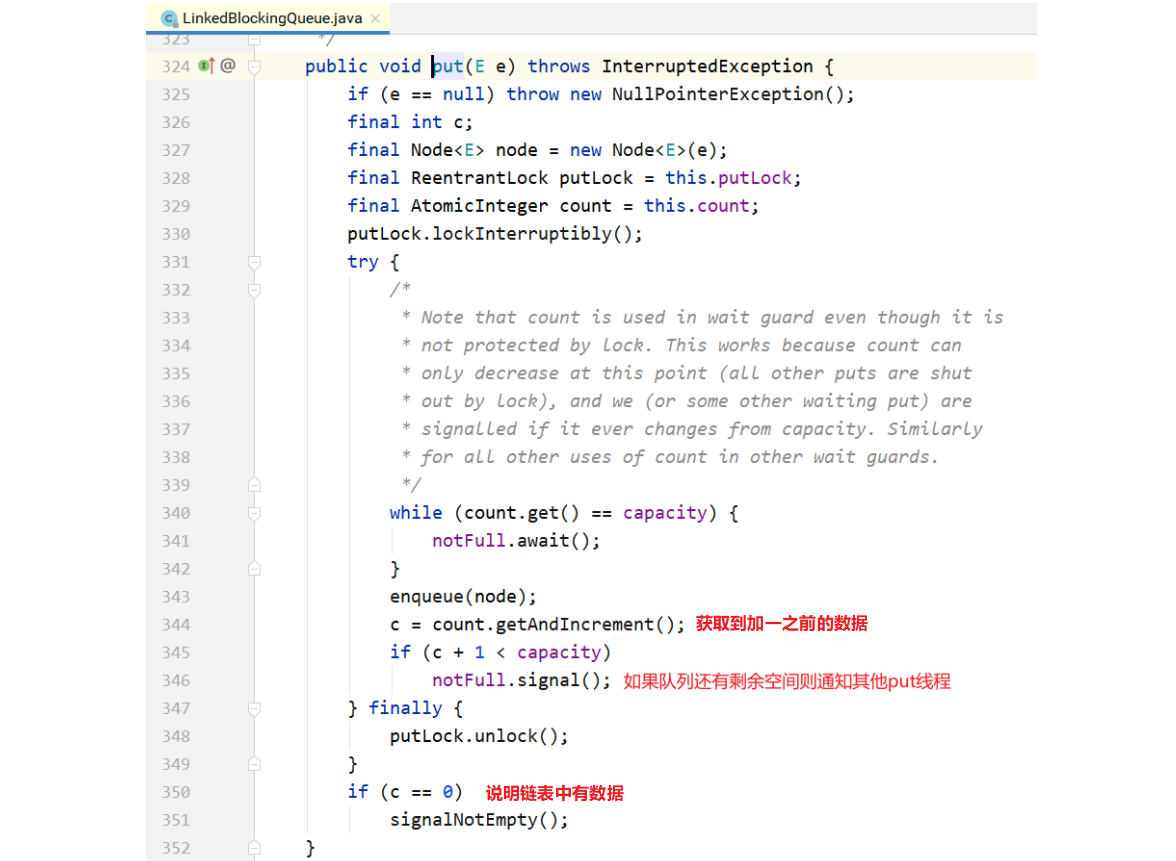 LinkedBlockingQueue.java ×
323 */
324 @ public void put(E e) throws InterruptedException {
325 if (e == null) throw new NullPointerException();
326 final int c;
327 final Node<E> node = new Node<E>(e);
328 final ReentrantLock putLock = this.putLock;
329 final AtomicInteger count = this.count;
330 putLock.lockInterruptibly();
331 try {
332 /*
333 * Note that count is used in wait guard even though it is
334 * not protected by lock. This works because count can
335 * only decrease at this point (all other puts are shut
336 * out by lock), and we (or some other waiting put) are
337 * signalled if it ever changes from capacity. Similarly
338 * for all other uses of count in other wait guards.
339 */
340 while (count.get() == capacity) {
341 notFull.await();
342 }
343 enqueue(node);
344 c = count.getAndIncrement(); 获取到加一之前的数据
345 if (c + 1 < capacity)
346 notFull.signal(); 如果队列还有剩余空间则通知其他put线程
347 } finally {
348 putLock.unlock();
349 }
350 if (c == 0) 说明链表中有数据
351 signalNotEmpty();
352 }